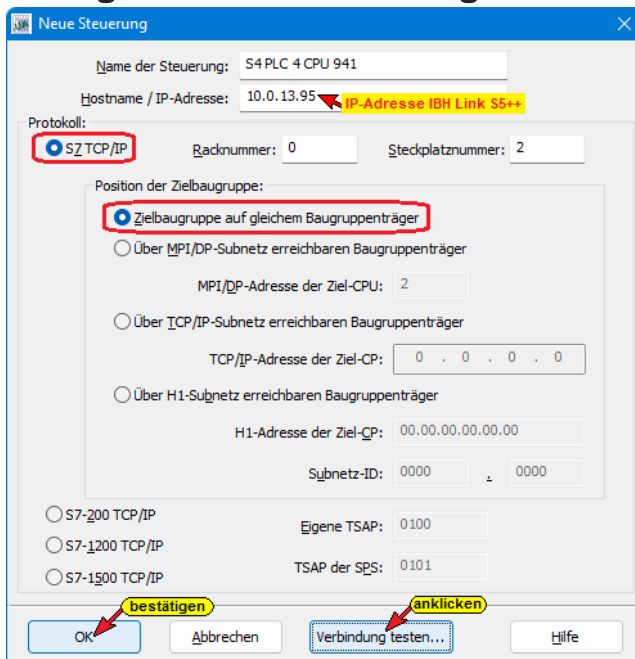 Neue Steuerung
Name der Steuerung: S4 PLC 4 CPU 941
Hostname / IP-Adresse: 10.0.13.95 IP-Adresse IBH Link S5++
Protokoll:
S7 TCP/IP Racknummer: 0 Steckplatznummer: 2
Position der Zielbaugruppe:
Zielbaugruppe auf gleichem Baugruppenträger
Über MPI/DP-Subnetz erreichbaren Baugruppenträger
MPI/DP-Adresse der Ziel-CPU: 2
Über TCP/IP-Subnetz erreichbaren Baugruppenträger
TCP/IP-Adresse der Ziel-CP: 0 . 0 . 0 . 0
Über H1-Subnetz erreichbaren Baugruppenträger
H1-Adresse der Ziel-CP: 00.00.00.00.00.00
Subnetz-ID: 0000 . 0000
S7-200 TCP/IP Eigene TSAP: 0100
S7-1200 TCP/IP
S7-1500 TCP/IP TSAP der SPS: 0101
bestätigen anklicken
OK Abbrechen Verbindung testen... Hilfe